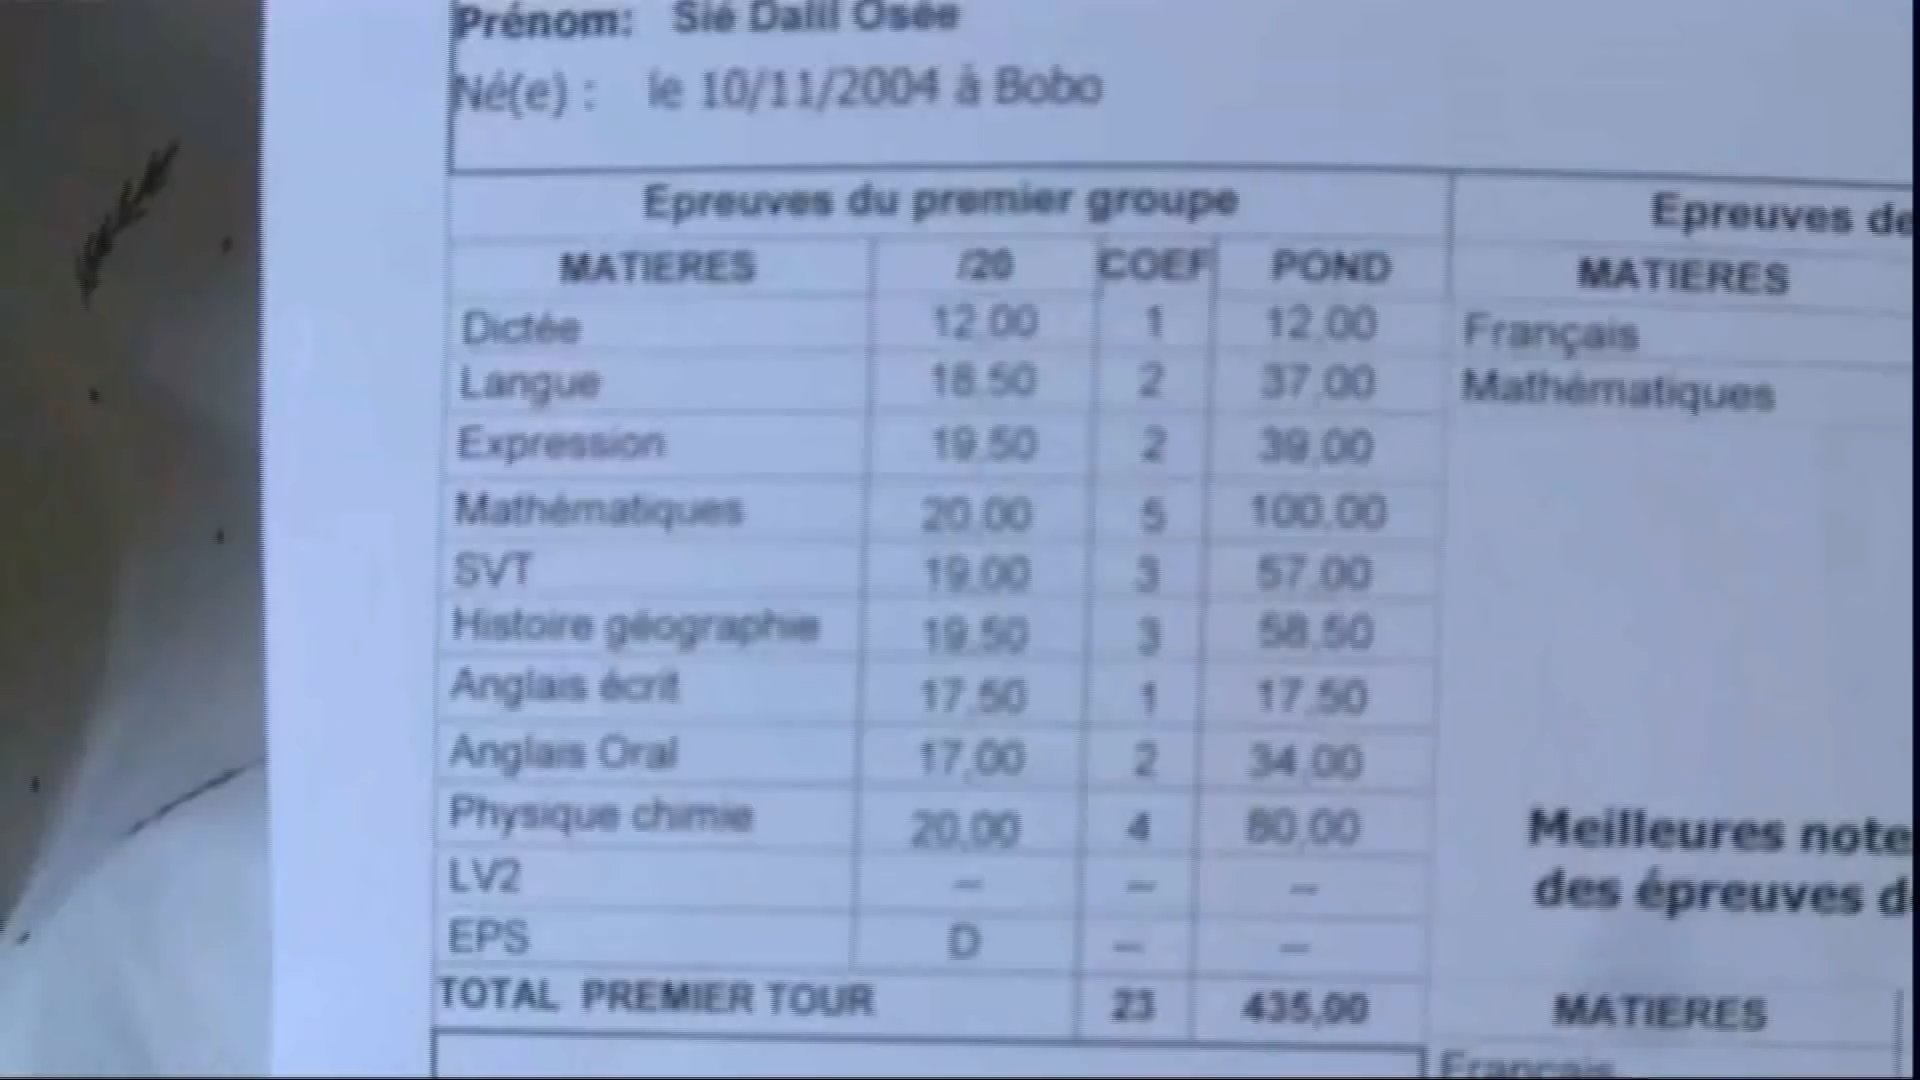 Prénom: Sié Dalil Osée
Né(e) : le 10/11/2004 à Bobo
Epreuves du premier groupe
MATIERES /20 COEF POND
Dictée 12,00 1 12,00
Langue 18,50 2 37,00
Expression 19,50 2 39,00
Mathématiques 20,00 5 100,00
SVT 19,00 3 57,00
Histoire géographie 19,50 3 58,50
Anglais écrit 17,50 1 17,50
Anglais Oral 17,00 2 34,00
Physique chimie 20,00 4 80,00
LV2 -- -- --
EPS D -- --
TOTAL PREMIER TOUR 23 435,00
Epreuves de
MATIERES
Français
Mathématiques
Meilleures note
des épreuves d
MATIERES
Français